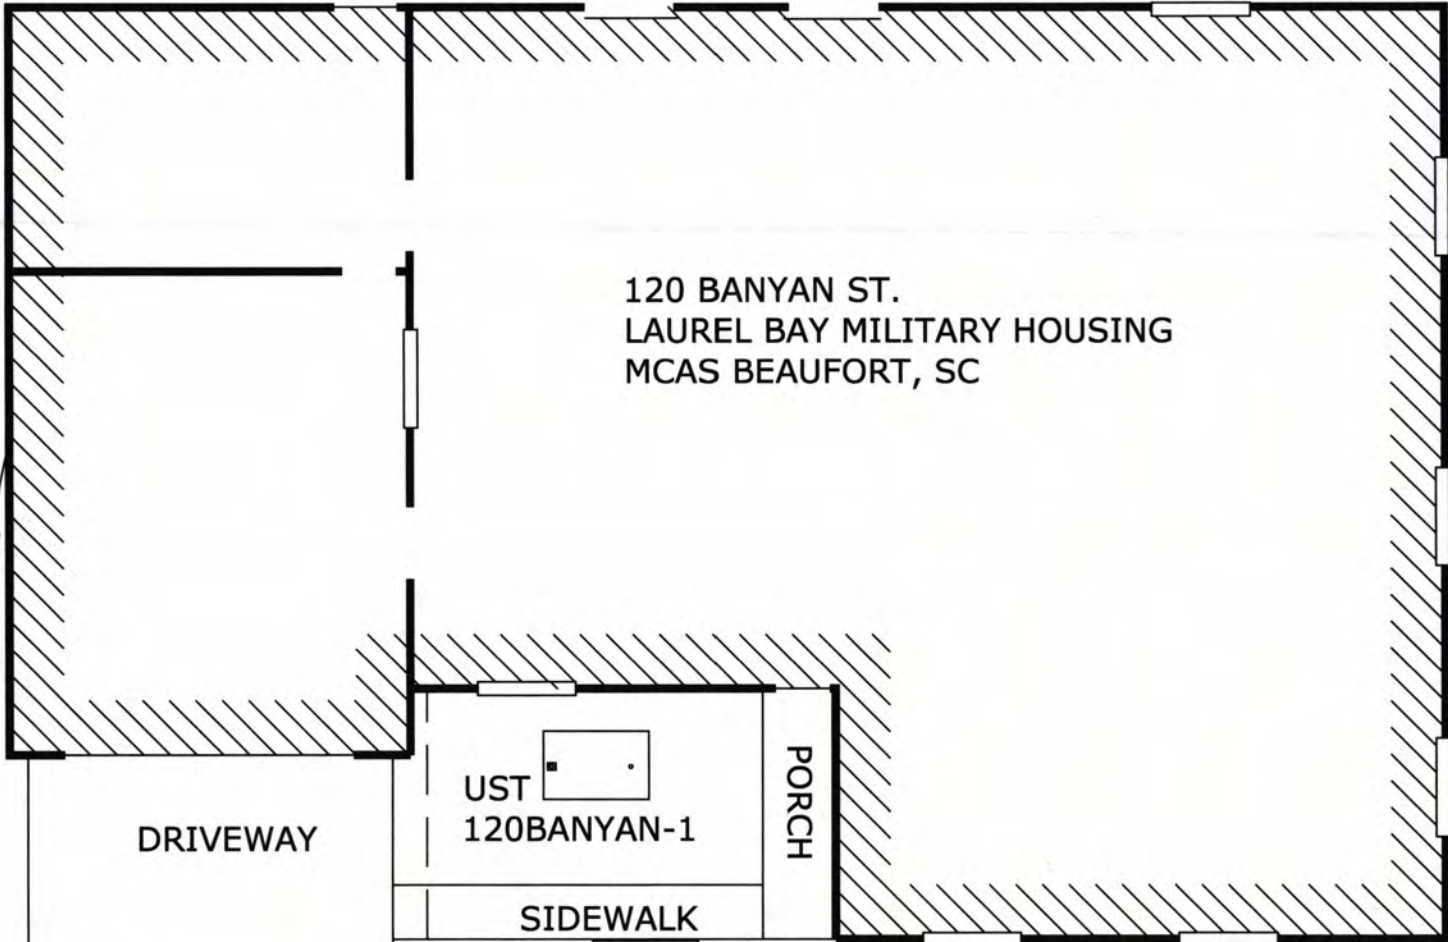 120 BANYAN ST.
LAUREL BAY MILITARY HOUSING
MCAS BEAUFORT, SC
UST
120BANYAN-1
PORCH
DRIVEWAY
SIDEWALK